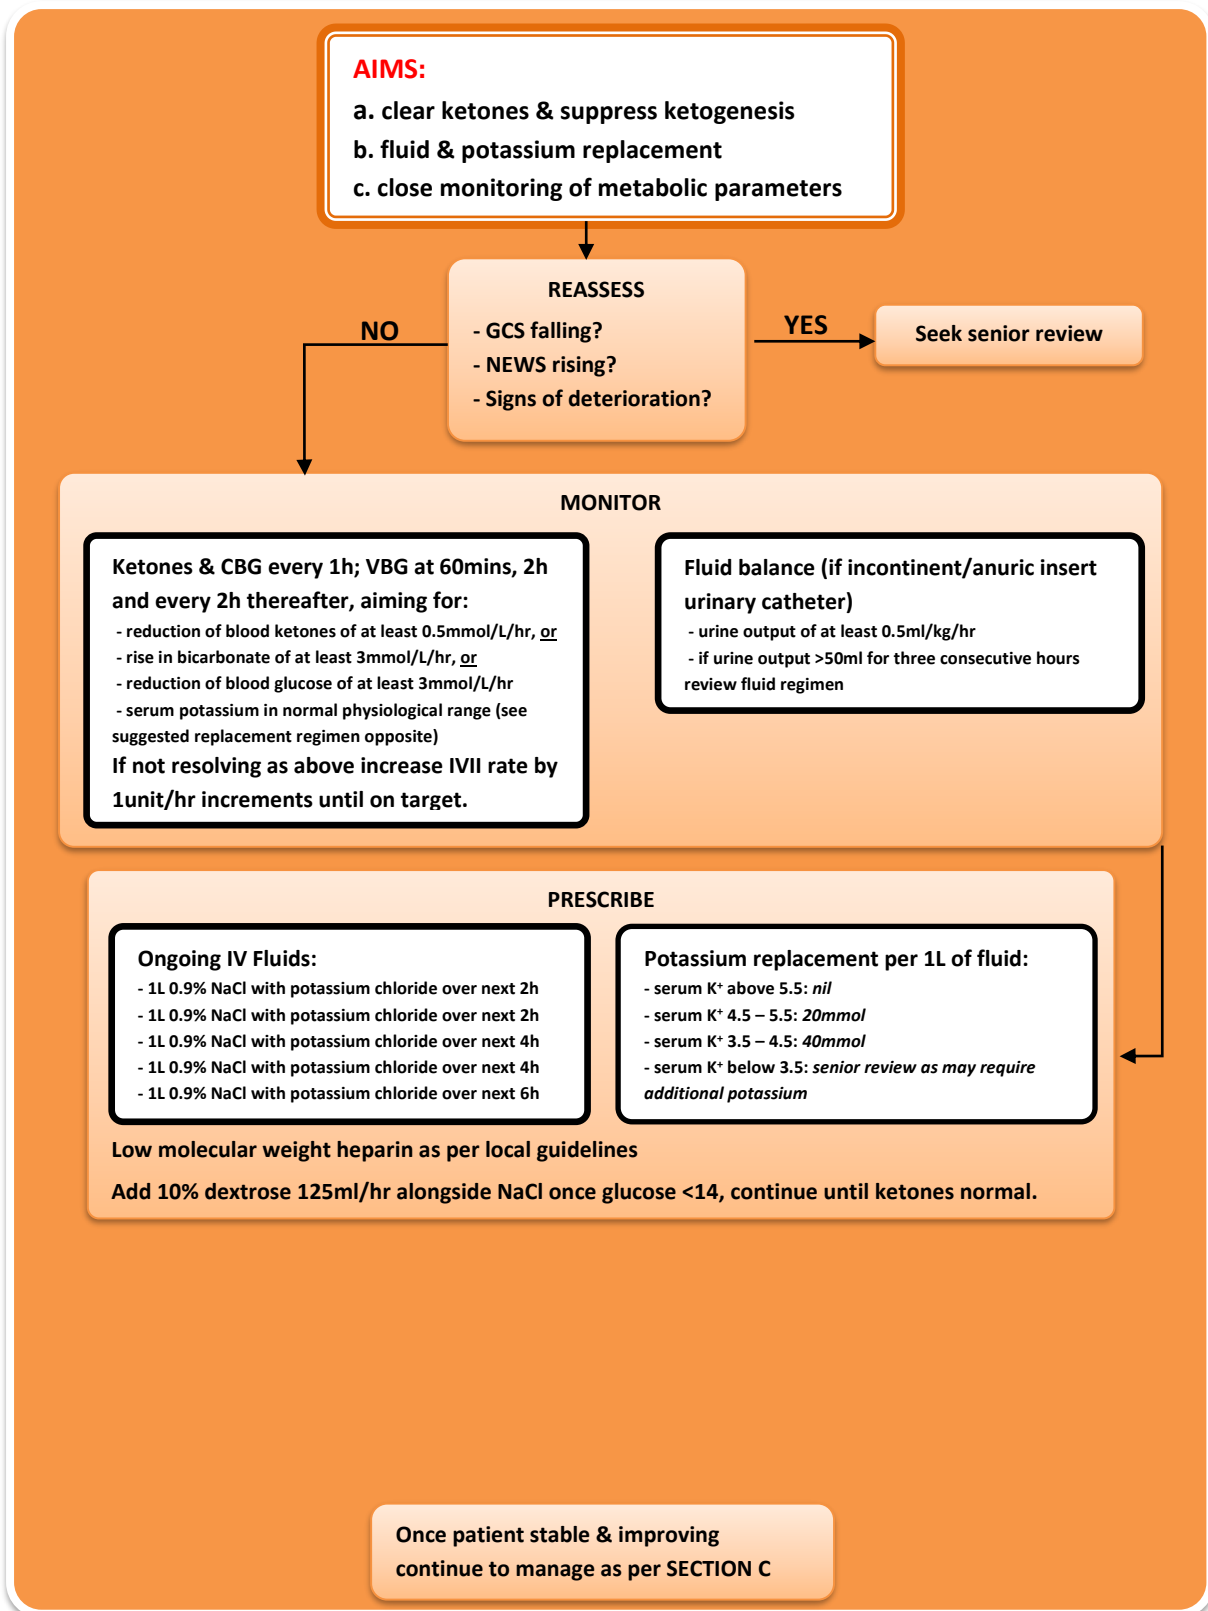 AIMS:
a. clear ketones & suppress ketogenesis
b. fluid & potassium replacement
c. close monitoring of metabolic parameters
REASSESS
- GCS falling?
- NEWS rising?
- Signs of deterioration?
NO
YES
Seek senior review
MONITOR
Ketones & CBG every 1h; VBG at 60mins, 2h
and every 2h thereafter, aiming for:
- reduction of blood ketones of at least 0.5mmol/L/hr, or
- rise in bicarbonate of at least 3mmol/L/hr, or
- reduction of blood glucose of at least 3mmol/L/hr
- serum potassium in normal physiological range (see
suggested replacement regimen opposite)
If not resolving as above increase IVII rate by
1unit/hr increments until on target.
Fluid balance (if incontinent/anuric insert
urinary catheter)
- urine output of at least 0.5ml/kg/hr
- if urine output >50ml for three consecutive hours
review fluid regimen
PRESCRIBE
Ongoing IV Fluids:
- 1L 0.9% NaCl with potassium chloride over next 2h
- 1L 0.9% NaCl with potassium chloride over next 2h
- 1L 0.9% NaCl with potassium chloride over next 4h
- 1L 0.9% NaCl with potassium chloride over next 4h
- 1L 0.9% NaCl with potassium chloride over next 6h
Potassium replacement per 1L of fluid:
- serum K⁺ above 5.5: nil
- serum K⁺ 4.5 – 5.5: 20mmol
- serum K⁺ 3.5 – 4.5: 40mmol
- serum K⁺ below 3.5: senior review as may require
additional potassium
Low molecular weight heparin as per local guidelines
Add 10% dextrose 125ml/hr alongside NaCl once glucose <14, continue until ketones normal.
Once patient stable & improving
continue to manage as per SECTION C